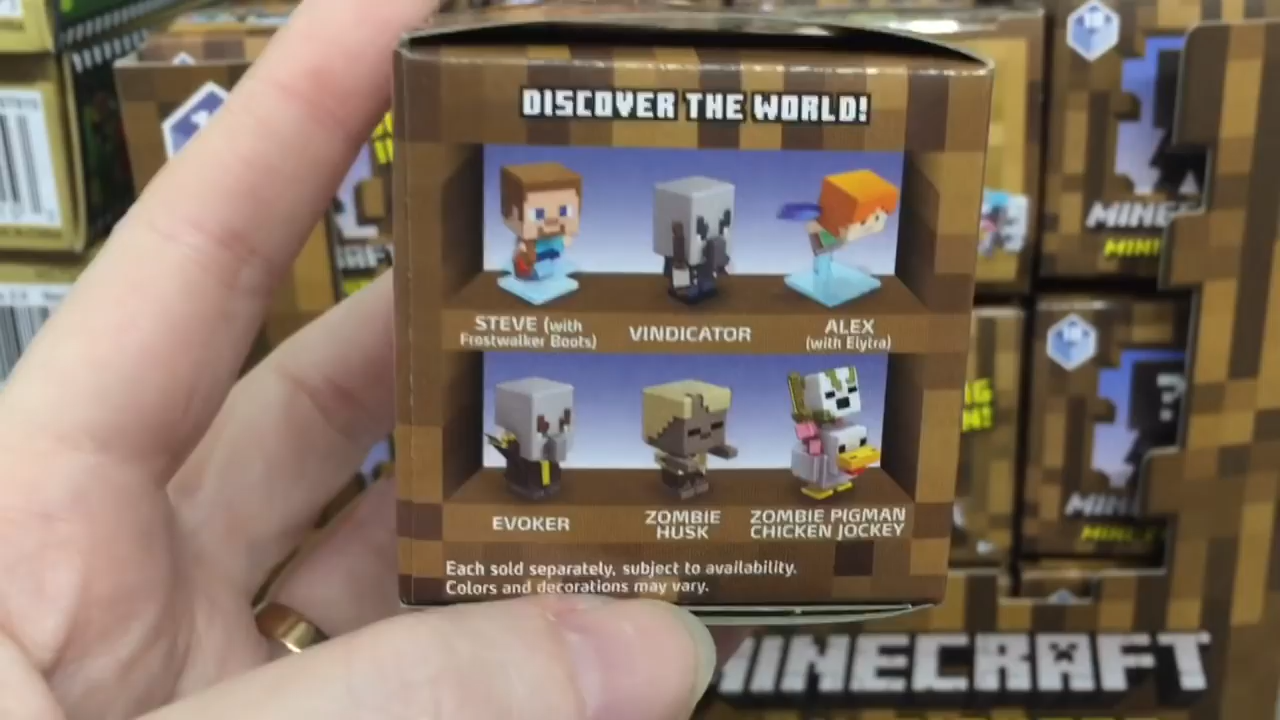 DISCOVER THE WORLD!
STEVE (with
Frostwalker Boots)
VINDICATOR
ALEX
(with Elytra)
EVOKER
ZOMBIE
HUSK
ZOMBIE PIGMAN
CHICKEN JOCKEY
Each sold separately, subject to availability.
Colors and decorations may vary.
MINECRAFT